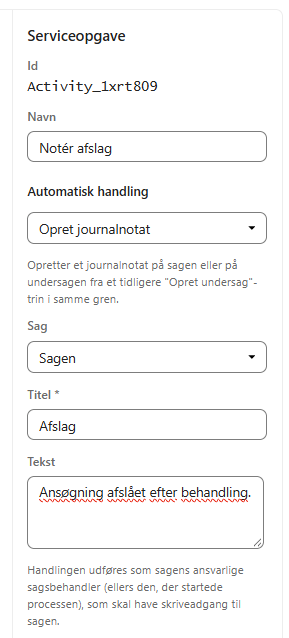 Serviceopgave
Id
Activity_1xrt809
Navn
Notér afslag
Automatisk handling
Opret journalnotat
Opretter et journalnotat på sagen eller på
undersagen fra et tidligere "Opret undersag"-
trin i samme gren.
Sag
Sagen
Titel *
Afslag
Tekst
Ansøgning afslået efter behandling.
Handlingen udføres som sagens ansvarlige
sagsbehandler (ellers den, der startede
processen), som skal have skriveadgang til
sagen.